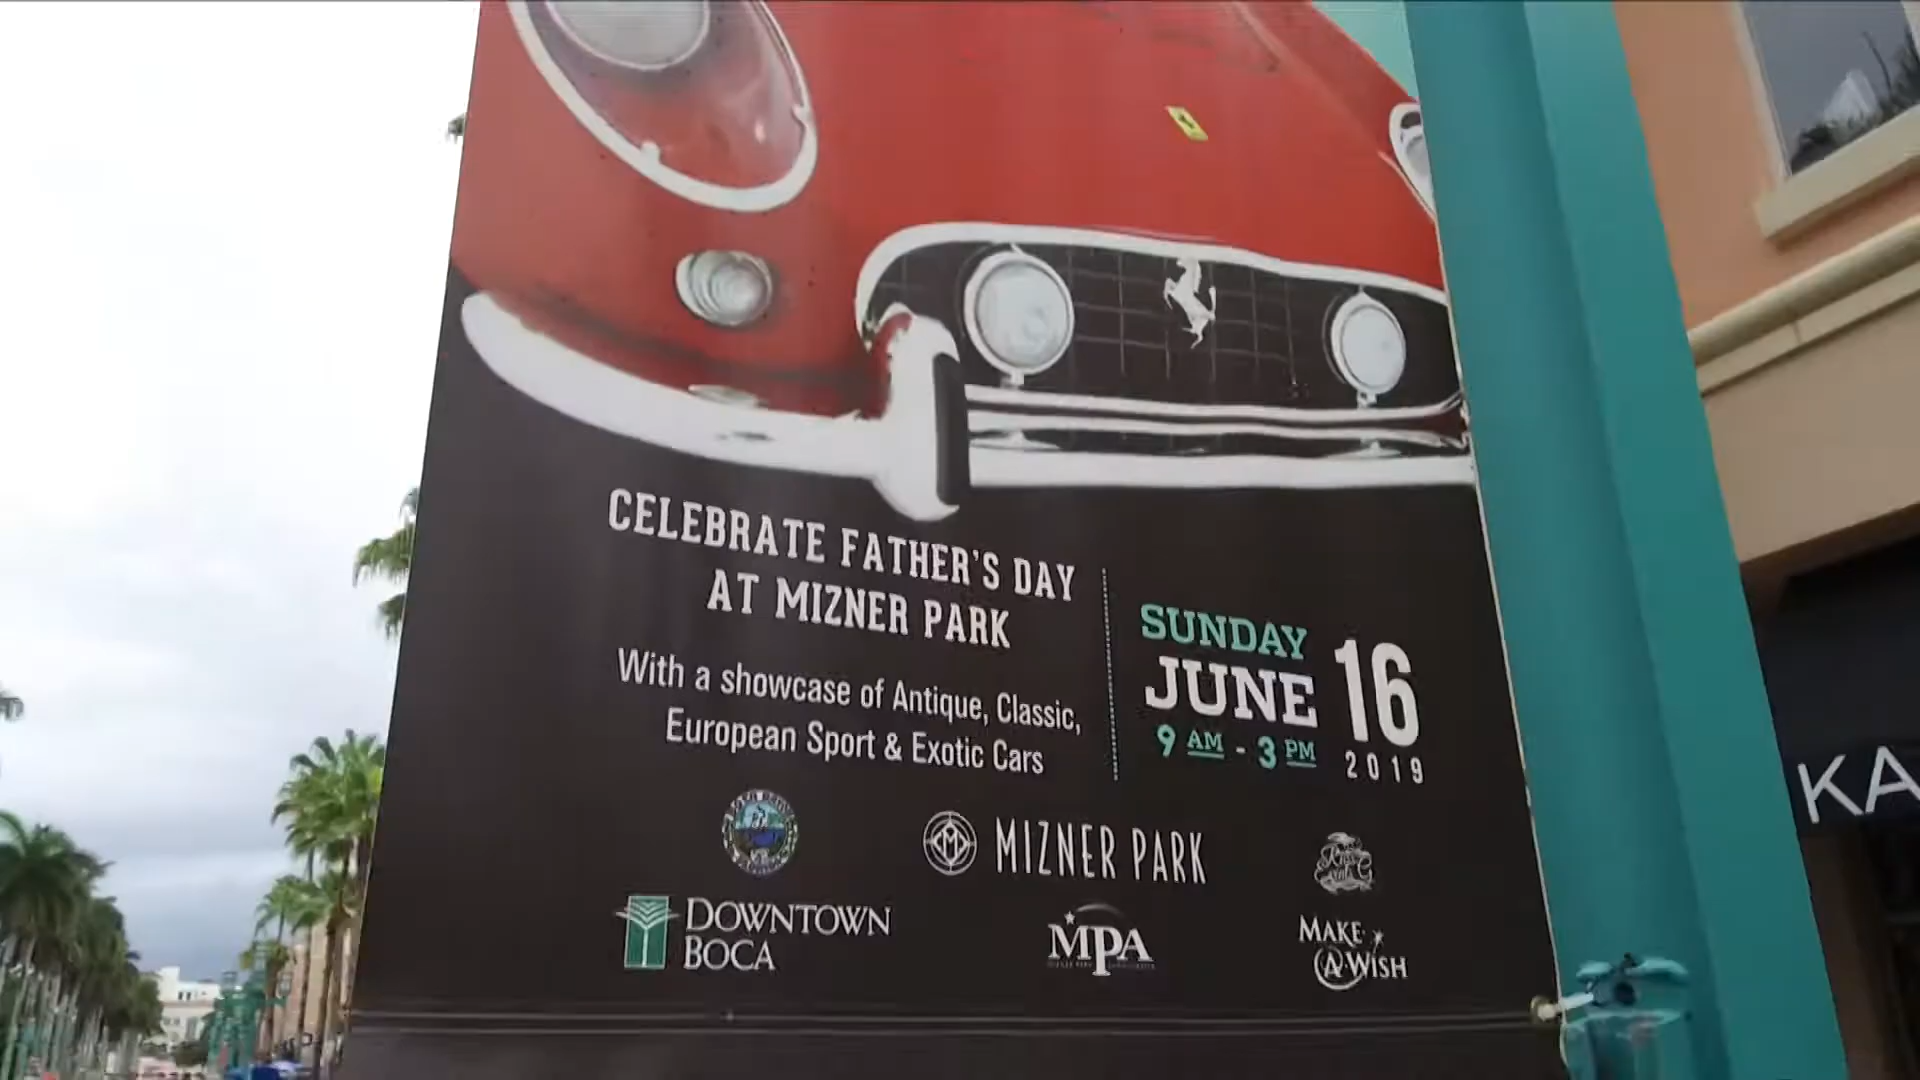 CELEBRATE FATHER'S DAY
AT MIZNER PARK
With a showcase of Antique, Classic,
European Sport & Exotic Cars
SUNDAY
JUNE 16
9 AM - 3 PM
2019
MIZNER PARK
DOWNTOWN
BOCA
MPA
MAKE
A WISH
KA